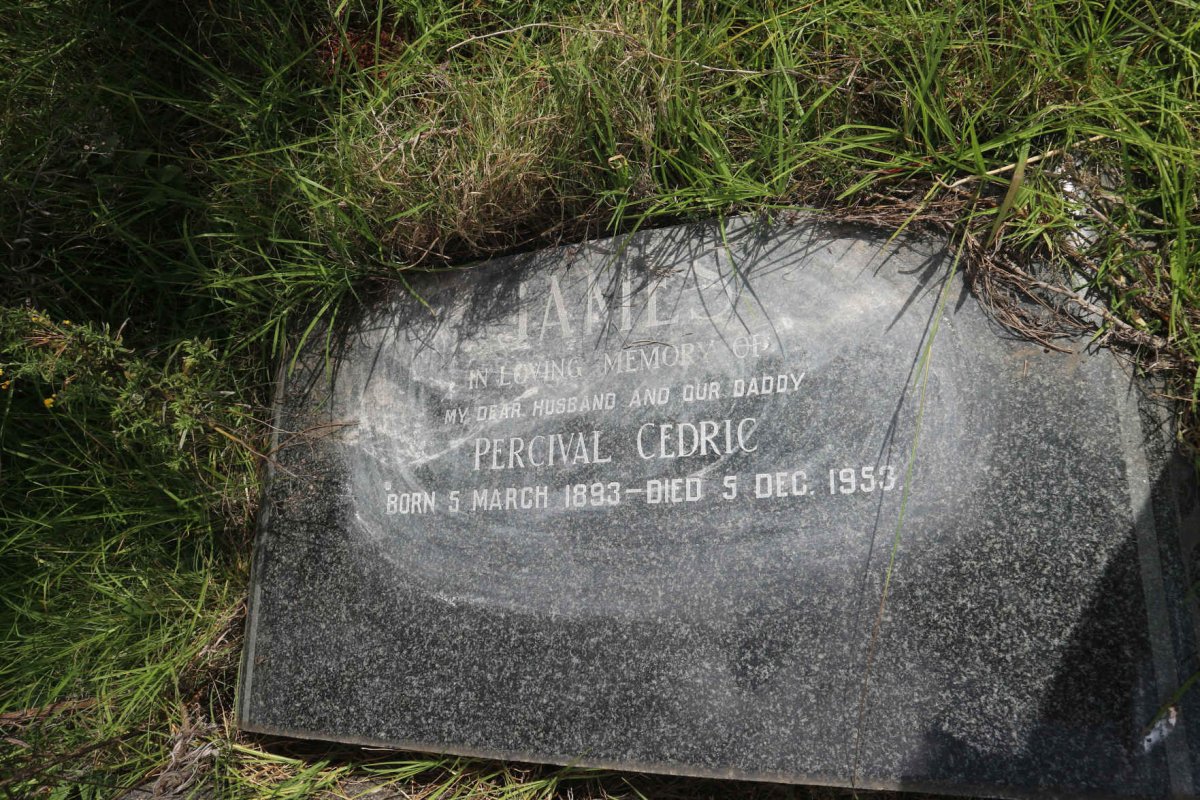 JAMES
IN LOVING MEMORY OF
MY DEAR HUSBAND AND OUR DADDY
PERCIVAL CEDRIC
BORN 5 MARCH 1893–DIED 5 DEC. 1953.